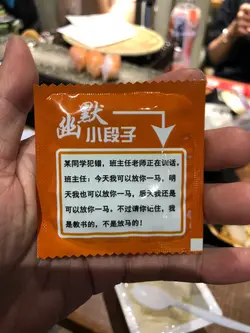 幽默
小段子
某同学犯错，班主任老师正在训话，
班主任：今天我可以放你一马，明
天我也可以放你一马，后天我还是
可以放你一马，不过请你记住，我
是教书的，不是放马的！